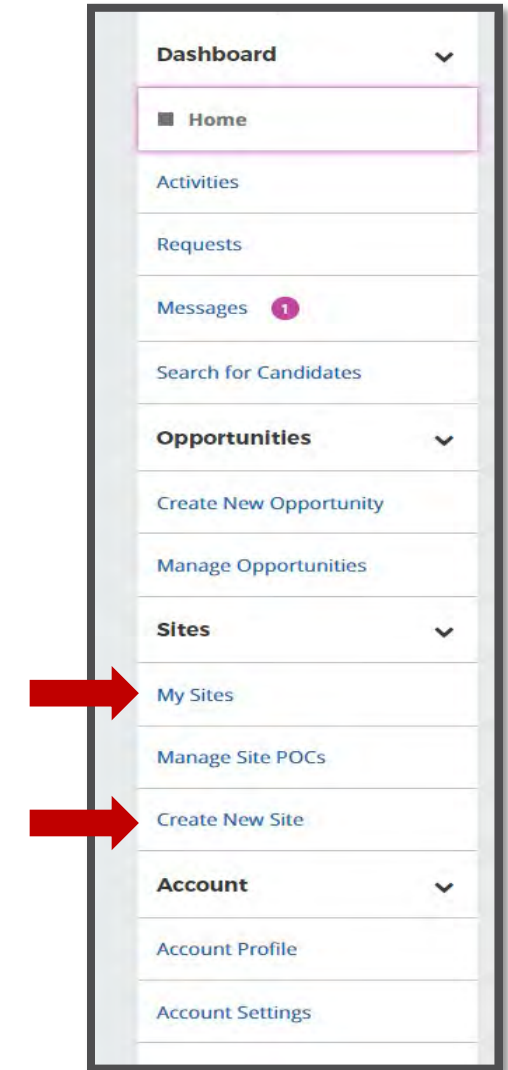 Dashboard
Home
Activities
Requests
Messages 1
Search for Candidates
Opportunities
Create New Opportunity
Manage Opportunities
Sites
My Sites
Manage Site POCs
Create New Site
Account
Account Profile
Account Settings